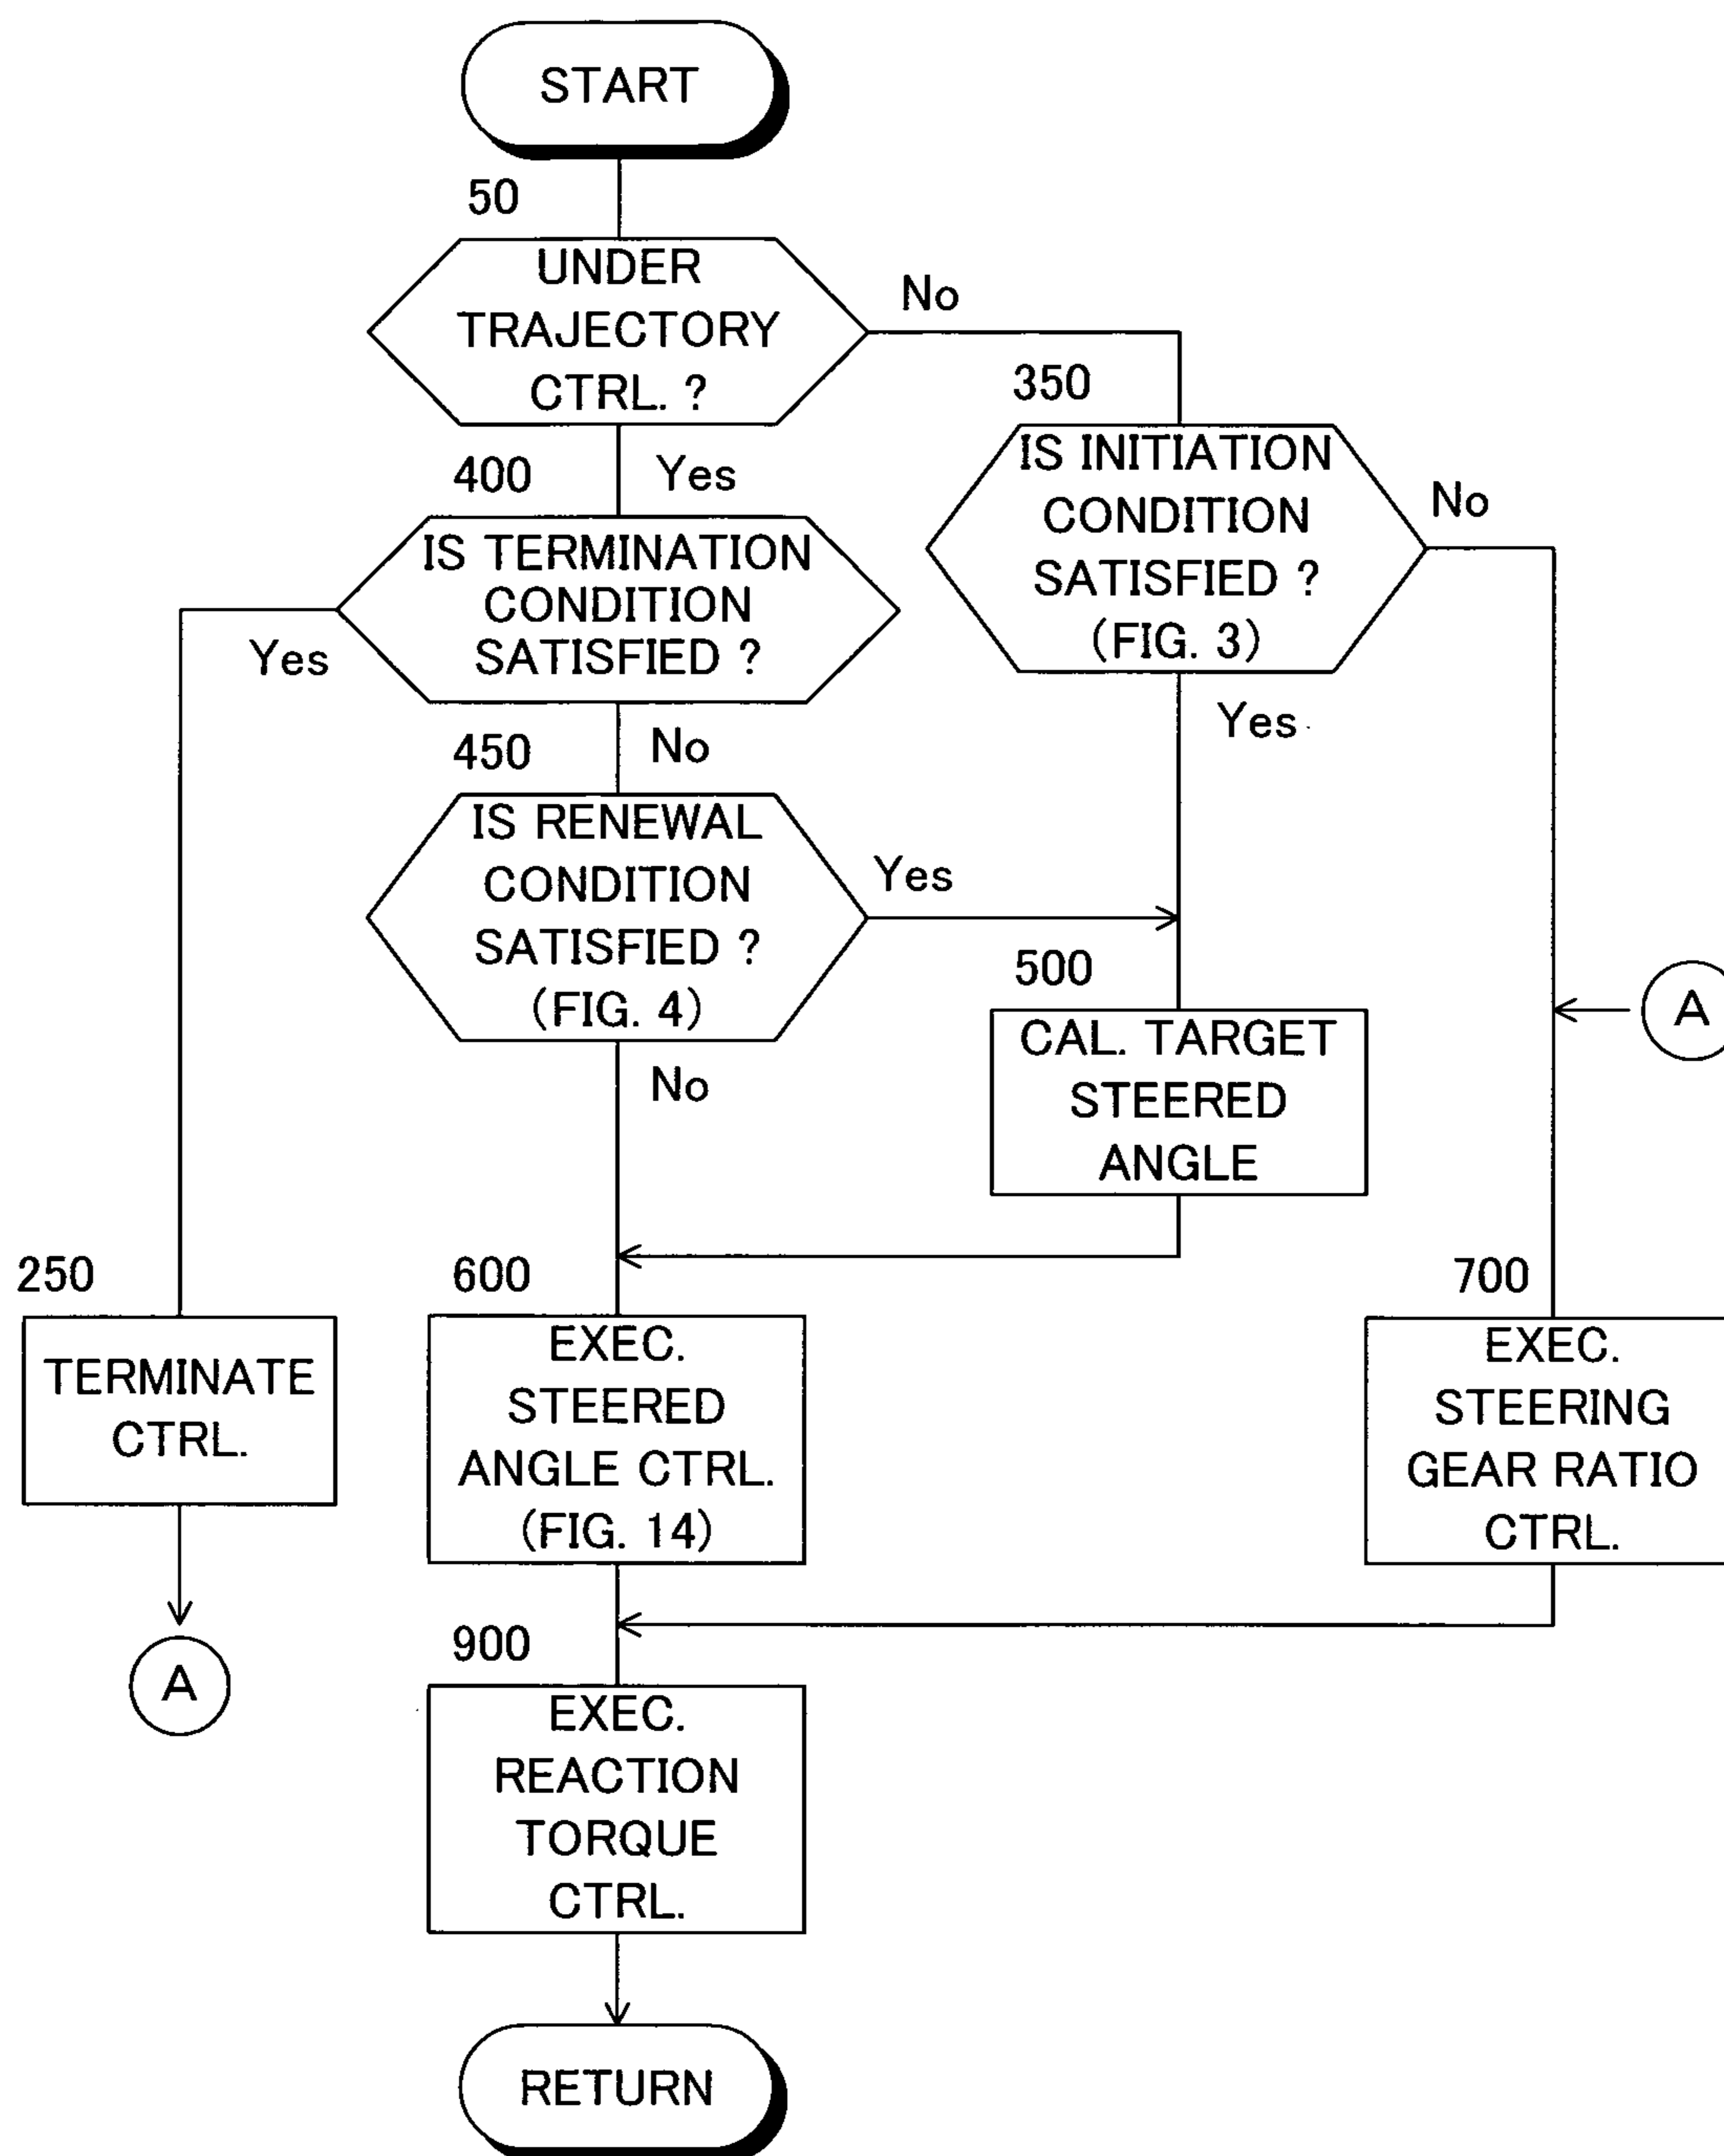 START
50
UNDER
TRAJECTORY
CTRL. ?
No
350
IS INITIATION
CONDITION
SATISFIED ?
(FIG. 3)
No
Yes
400
Yes
IS TERMINATION
CONDITION
SATISFIED ?
Yes
No
450
IS RENEWAL
CONDITION
SATISFIED ?
(FIG. 4)
Yes
No
500
CAL. TARGET
STEERED
ANGLE
A
250
TERMINATE
CTRL.
A
600
EXEC.
STEERED
ANGLE CTRL.
(FIG. 14)
700
EXEC.
STEERING
GEAR RATIO
CTRL.
900
EXEC.
REACTION
TORQUE
CTRL.
RETURN